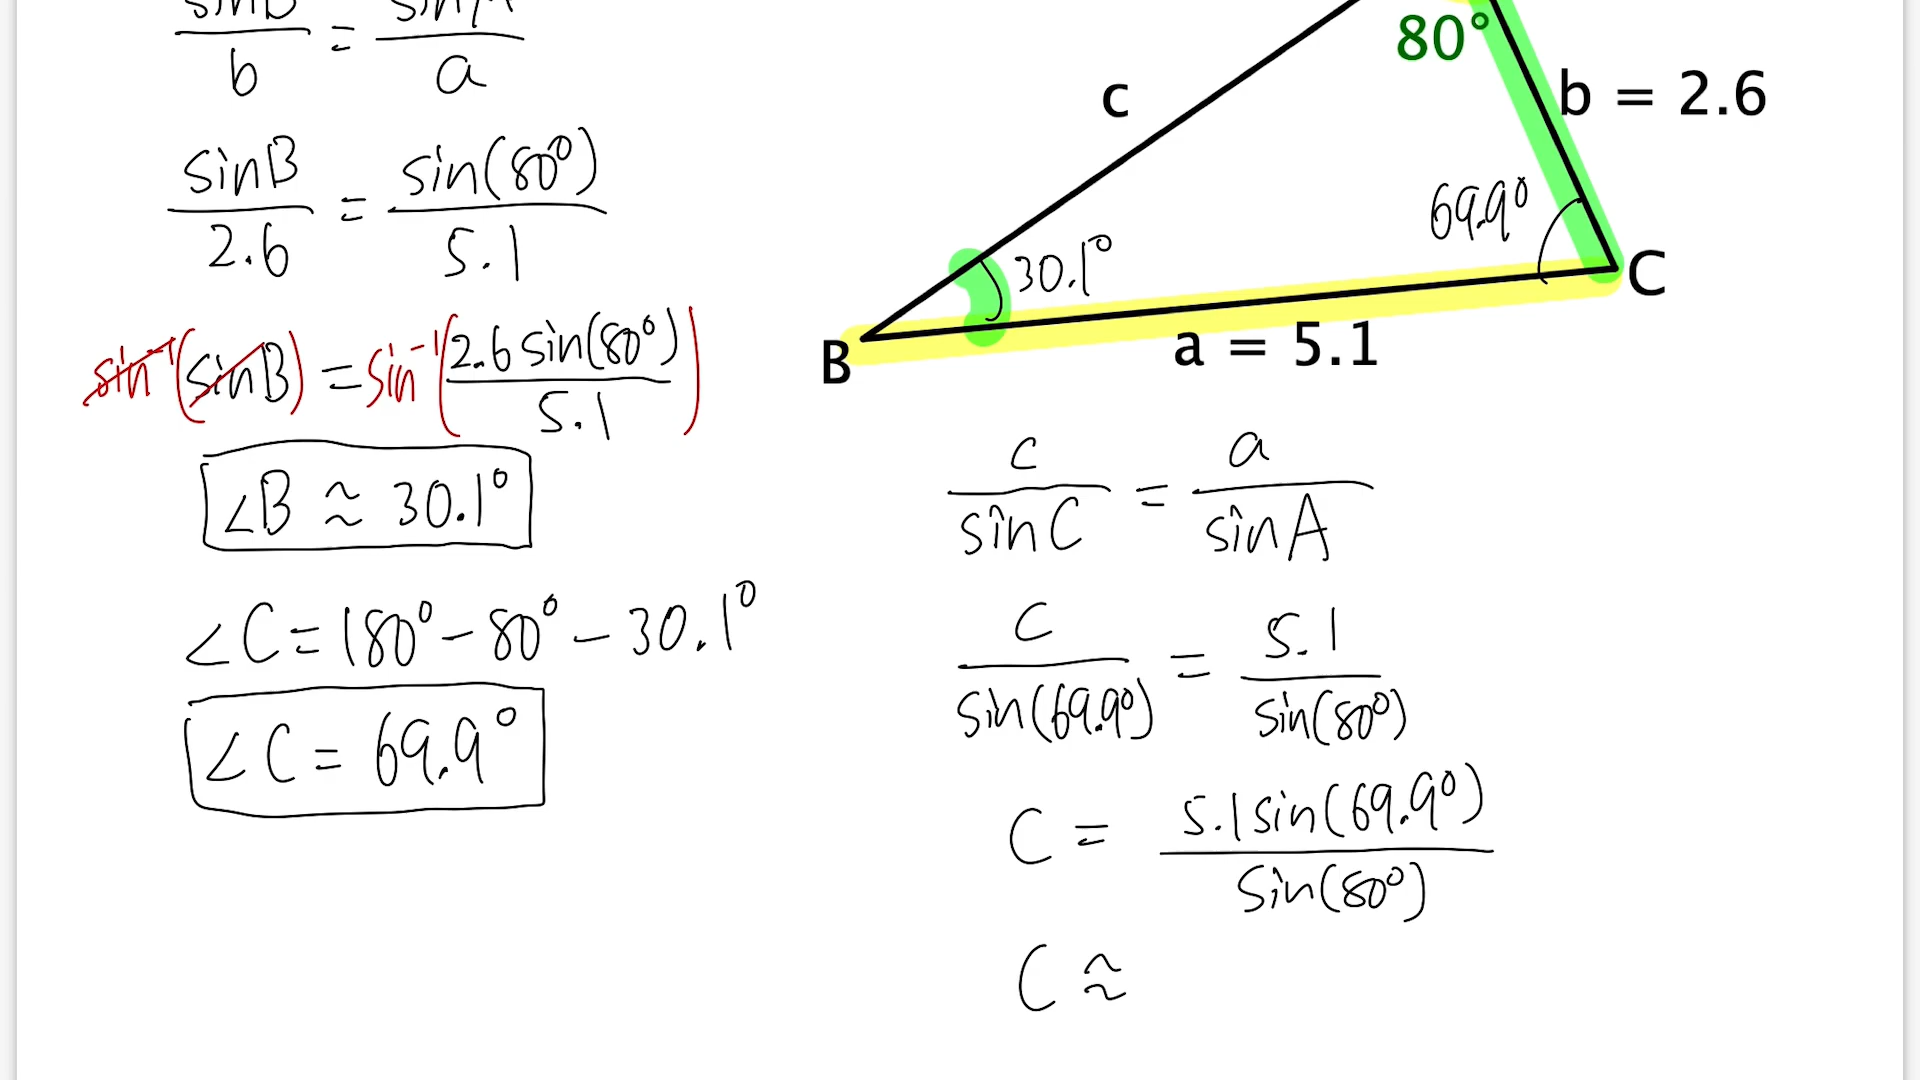 sinB/b = sinA/a
sinB/2.6 = sin(80°)/5.1
sin⁻¹(sinB) = sin⁻¹(2.6 sin(80°)/5.1)
∠B ≈ 30.1°
∠C = 180° - 80° - 30.1°
∠C = 69.9°
80°
c
b = 2.6
69.9°
30.1°
C
B
a = 5.1
c/sinC = a/sinA
c/sin(69.9°) = 5.1/sin(80°)
C = 5.1sin(69.9°)/sin(80°)
C ≈